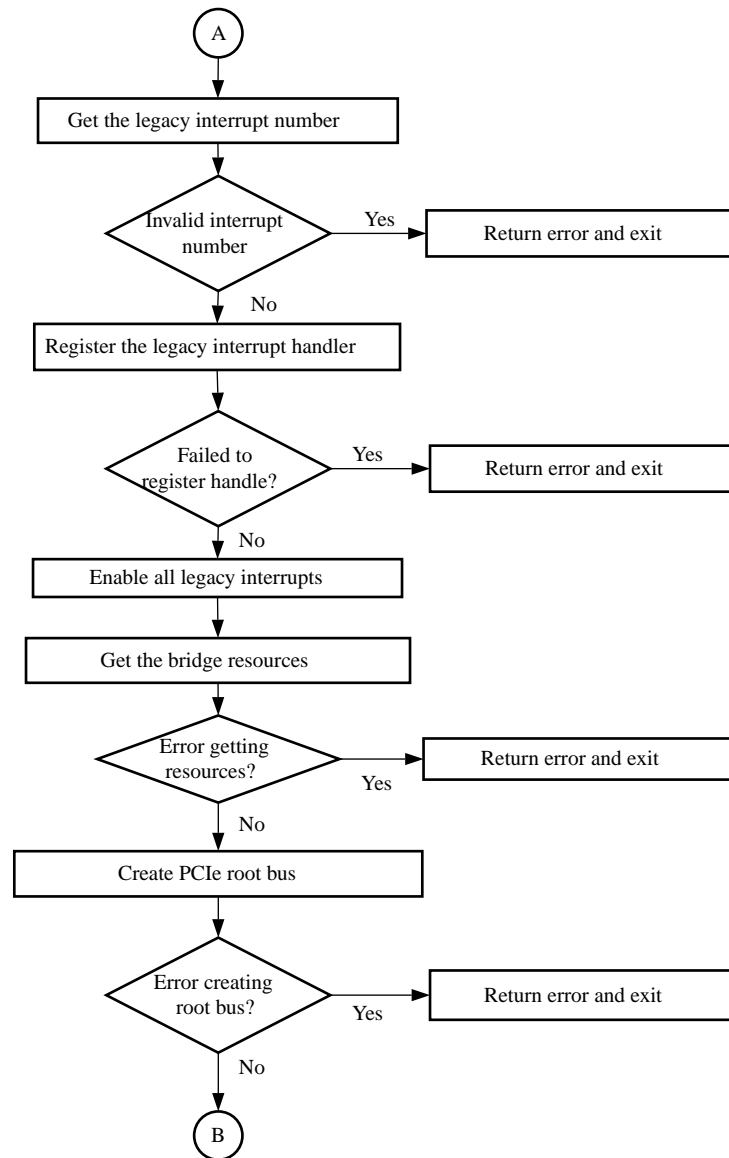 A
Get the legacy interrupt number
Invalid interrupt
number
Yes
Return error and exit
No
Register the legacy interrupt handler
Failed to
register handle?
Yes
Return error and exit
No
Enable all legacy interrupts
Get the bridge resources
Error getting
resources?
Yes
Return error and exit
No
Create PCIe root bus
Error creating
root bus?
Yes
Return error and exit
No
B